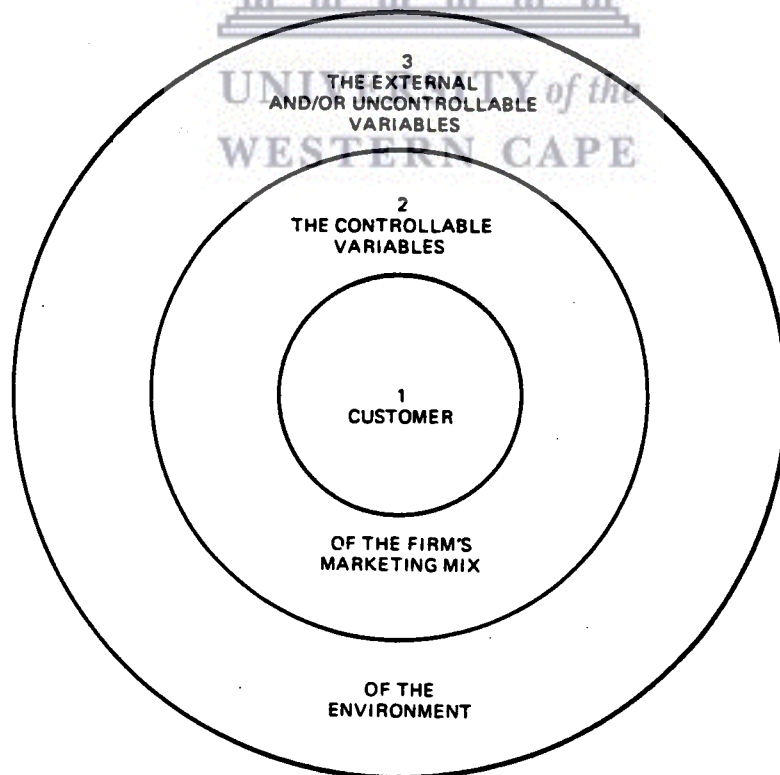 3
THE EXTERNAL
UNIVERSITY of the
AND/OR UNCONTROLLABLE
VARIABLES
WESTERN CAPE
2
THE CONTROLLABLE
VARIABLES
1
CUSTOMER
OF THE FIRM'S
MARKETING MIX
OF THE
ENVIRONMENT